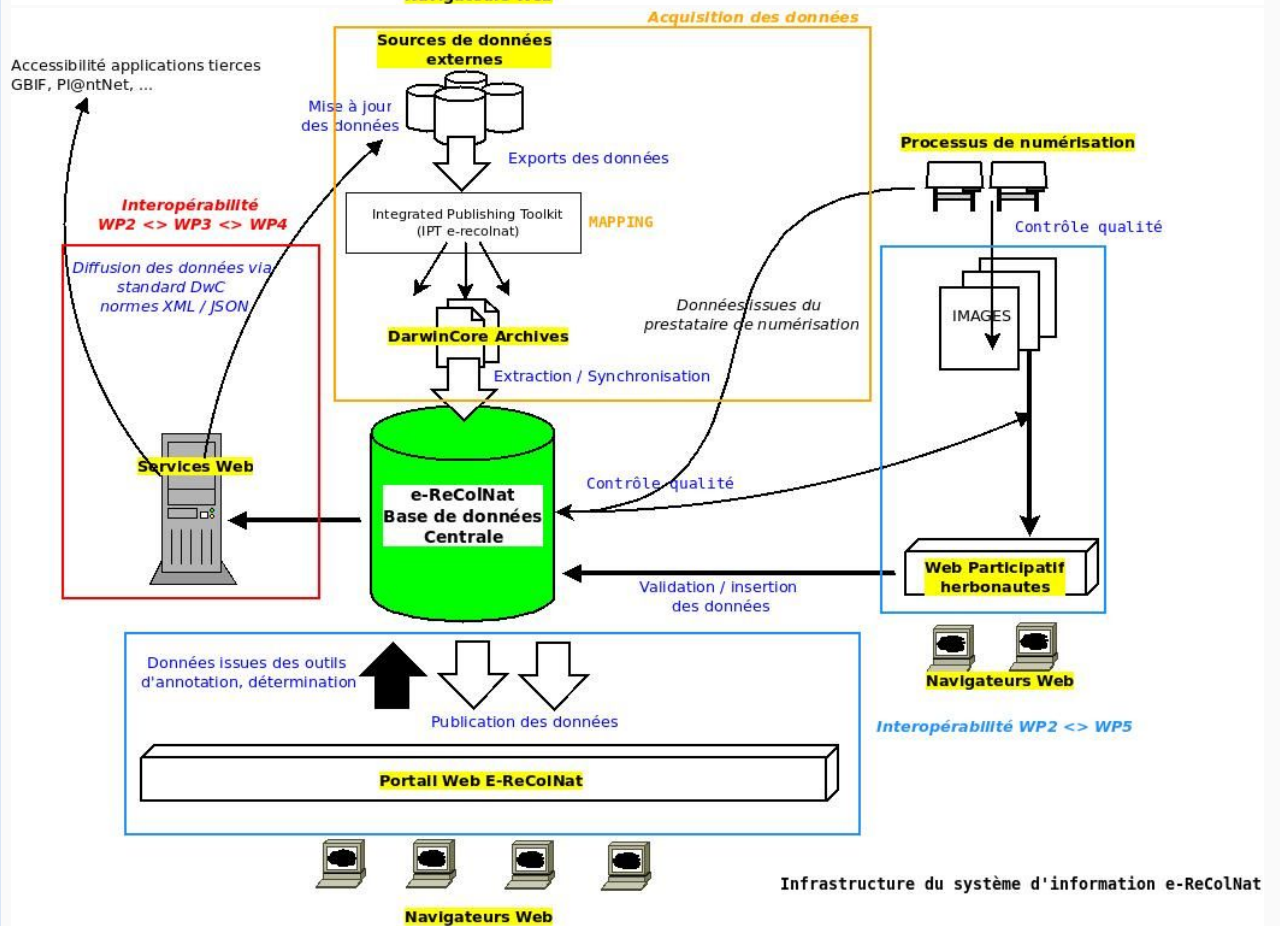 Navigateurs Web
Acquisition des données
Sources de données
externes
Accessibilité applications tierces
GBIF, Pl@ntNet, ...
Mise à jour
des données
Exports des données
Processus de numérisation
Interopérabilité
WP2 <> WP3 <> WP4
Integrated Publishing Toolkit
(IPT e-recolnat)
MAPPING
Contrôle qualité
Diffusion des données via
standard DwC
normes XML / JSON
Données issues du
prestataire de numérisation
IMAGES
DarwinCore Archives
Extraction / Synchronisation
Services Web
Contrôle qualité
e-ReColNat
Base de données
Centrale
Web Participatif
herbonautes
Validation / insertion
des données
Données issues des outils
d'annotation, détermination
Navigateurs Web
Publication des données
Interopérabilité WP2 <> WP5
Portail Web E-ReColNat
Infrastructure du système d'information e-ReColNat
Navigateurs Web